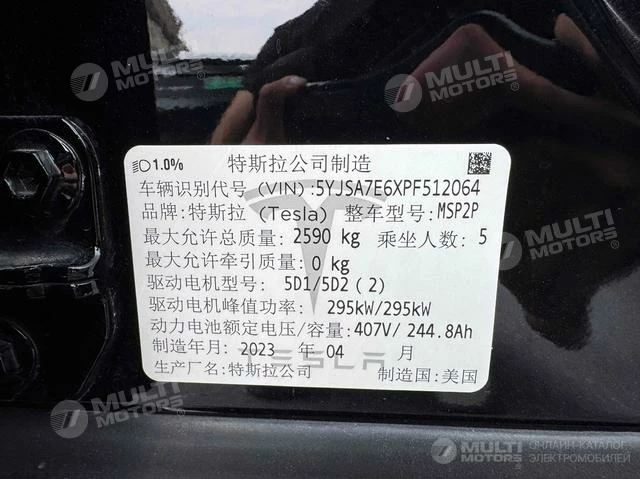 1.0% 特斯拉公司制造
车辆识别代号 (VIN):5YJSA7E6XPF512064
品牌:特斯拉 (Tesla) 整车型号:MSP2P
最大允许总质量: 2590 kg 乘坐人数: 5
最大允许牵引质量: 0 kg
驱动电机型号: 5D1/5D2 (2)
驱动电机峰值功率: 295kW/295kW
动力电池额定电压/容量:407V/244.8Ah
制造年月: 2023 年 04 月
TESLA
生产厂名:特斯拉公司 制造国:美国
MULTI MOTORS
MULTI MOTORS
MULTI MOTORS
MULTI MOTORS
MULTI MOTORS
ОНЛАЙН-КАТАЛОГ
ЭЛЕКТРОМОБИЛЕЙ